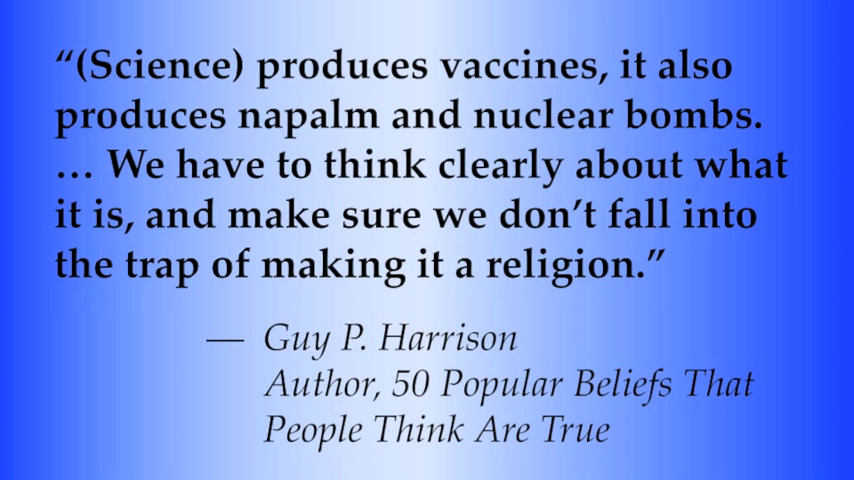 “(Science) produces vaccines, it also
produces napalm and nuclear bombs.
… We have to think clearly about what
it is, and make sure we don’t fall into
the trap of making it a religion.”
— Guy P. Harrison
Author, 50 Popular Beliefs That
People Think Are True